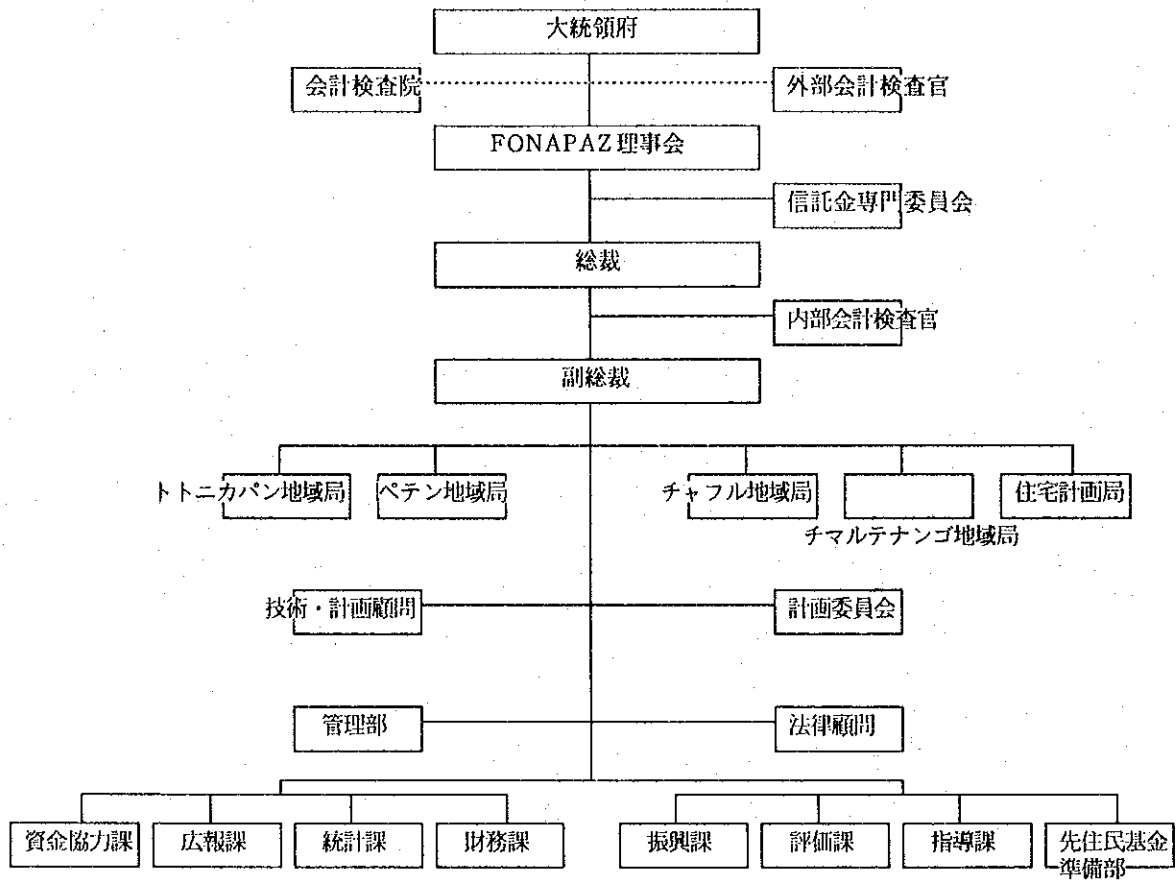 大統領府
会計検査院
外部会計検査官
FONAPAZ理事会
信託金専門委員会
総裁
内部会計検査官
副総裁
トトニカパン地域局
ペテン地域局
チャフル地域局
住宅計画局
チマルテナンゴ地域局
技術・計画顧問
計画委員会
管理部
法律顧問
資金協力課
広報課
統計課
財務課
振興課
評価課
指導課
先住民基金
準備部